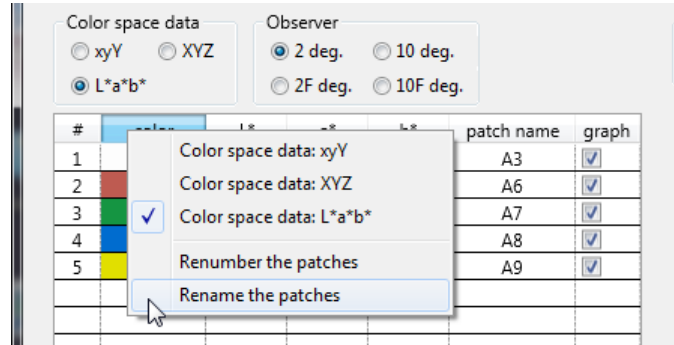 Color space data
Observer
xyY XYZ
2 deg. 10 deg.
L*a*b*
2F deg. 10F deg.
# color L* a* b* patch name graph
1 A3
2 A6
3 A7
4 A8
5 A9
Color space data: xyY
Color space data: XYZ
Color space data: L*a*b*
Renumber the patches
Rename the patches